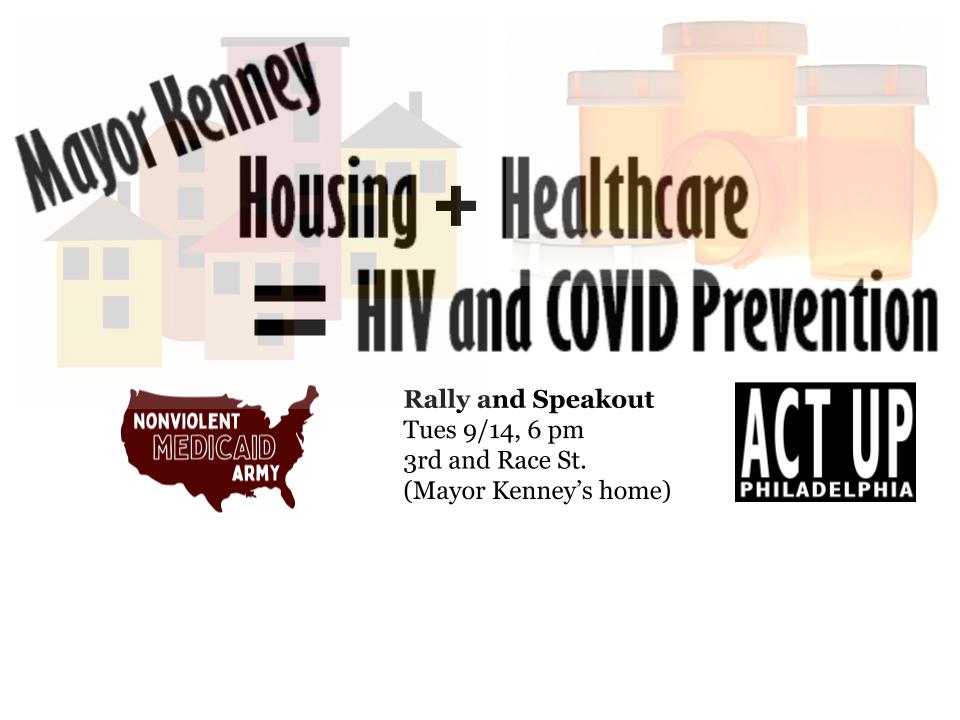 Mayor Kenney
Housing + Healthcare
= HIV and COVID Prevention
NONVIOLENT
MEDICAID
ARMY
Rally and Speakout
Tues 9/14, 6 pm
3rd and Race St.
(Mayor Kenney’s home)
ACT UP
PHILADELPHIA